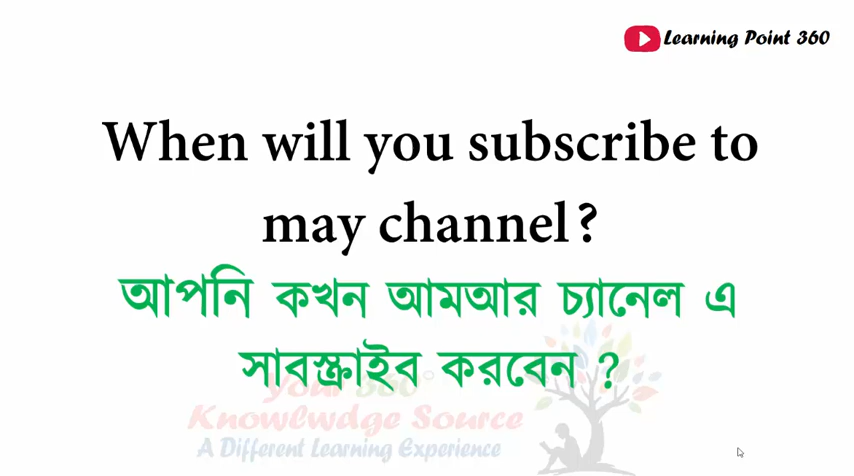 Learning Point 360
When will you subscribe to
may channel?
আপনি কখন আমআর চ্যানেল এ
সাবস্ক্রাইব করবেন ?
Your 360°
Knowlwdge Source
A Different Learning Experience